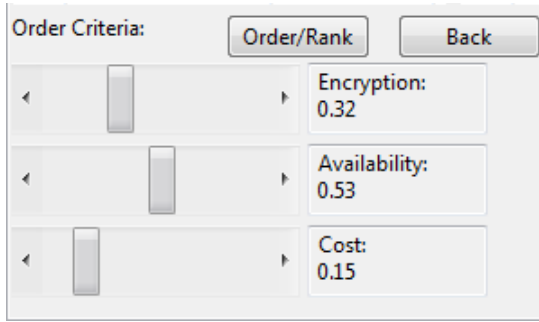 Order Criteria:
Order/Rank
Back
Encryption:
0.32
Availability:
0.53
Cost:
0.15